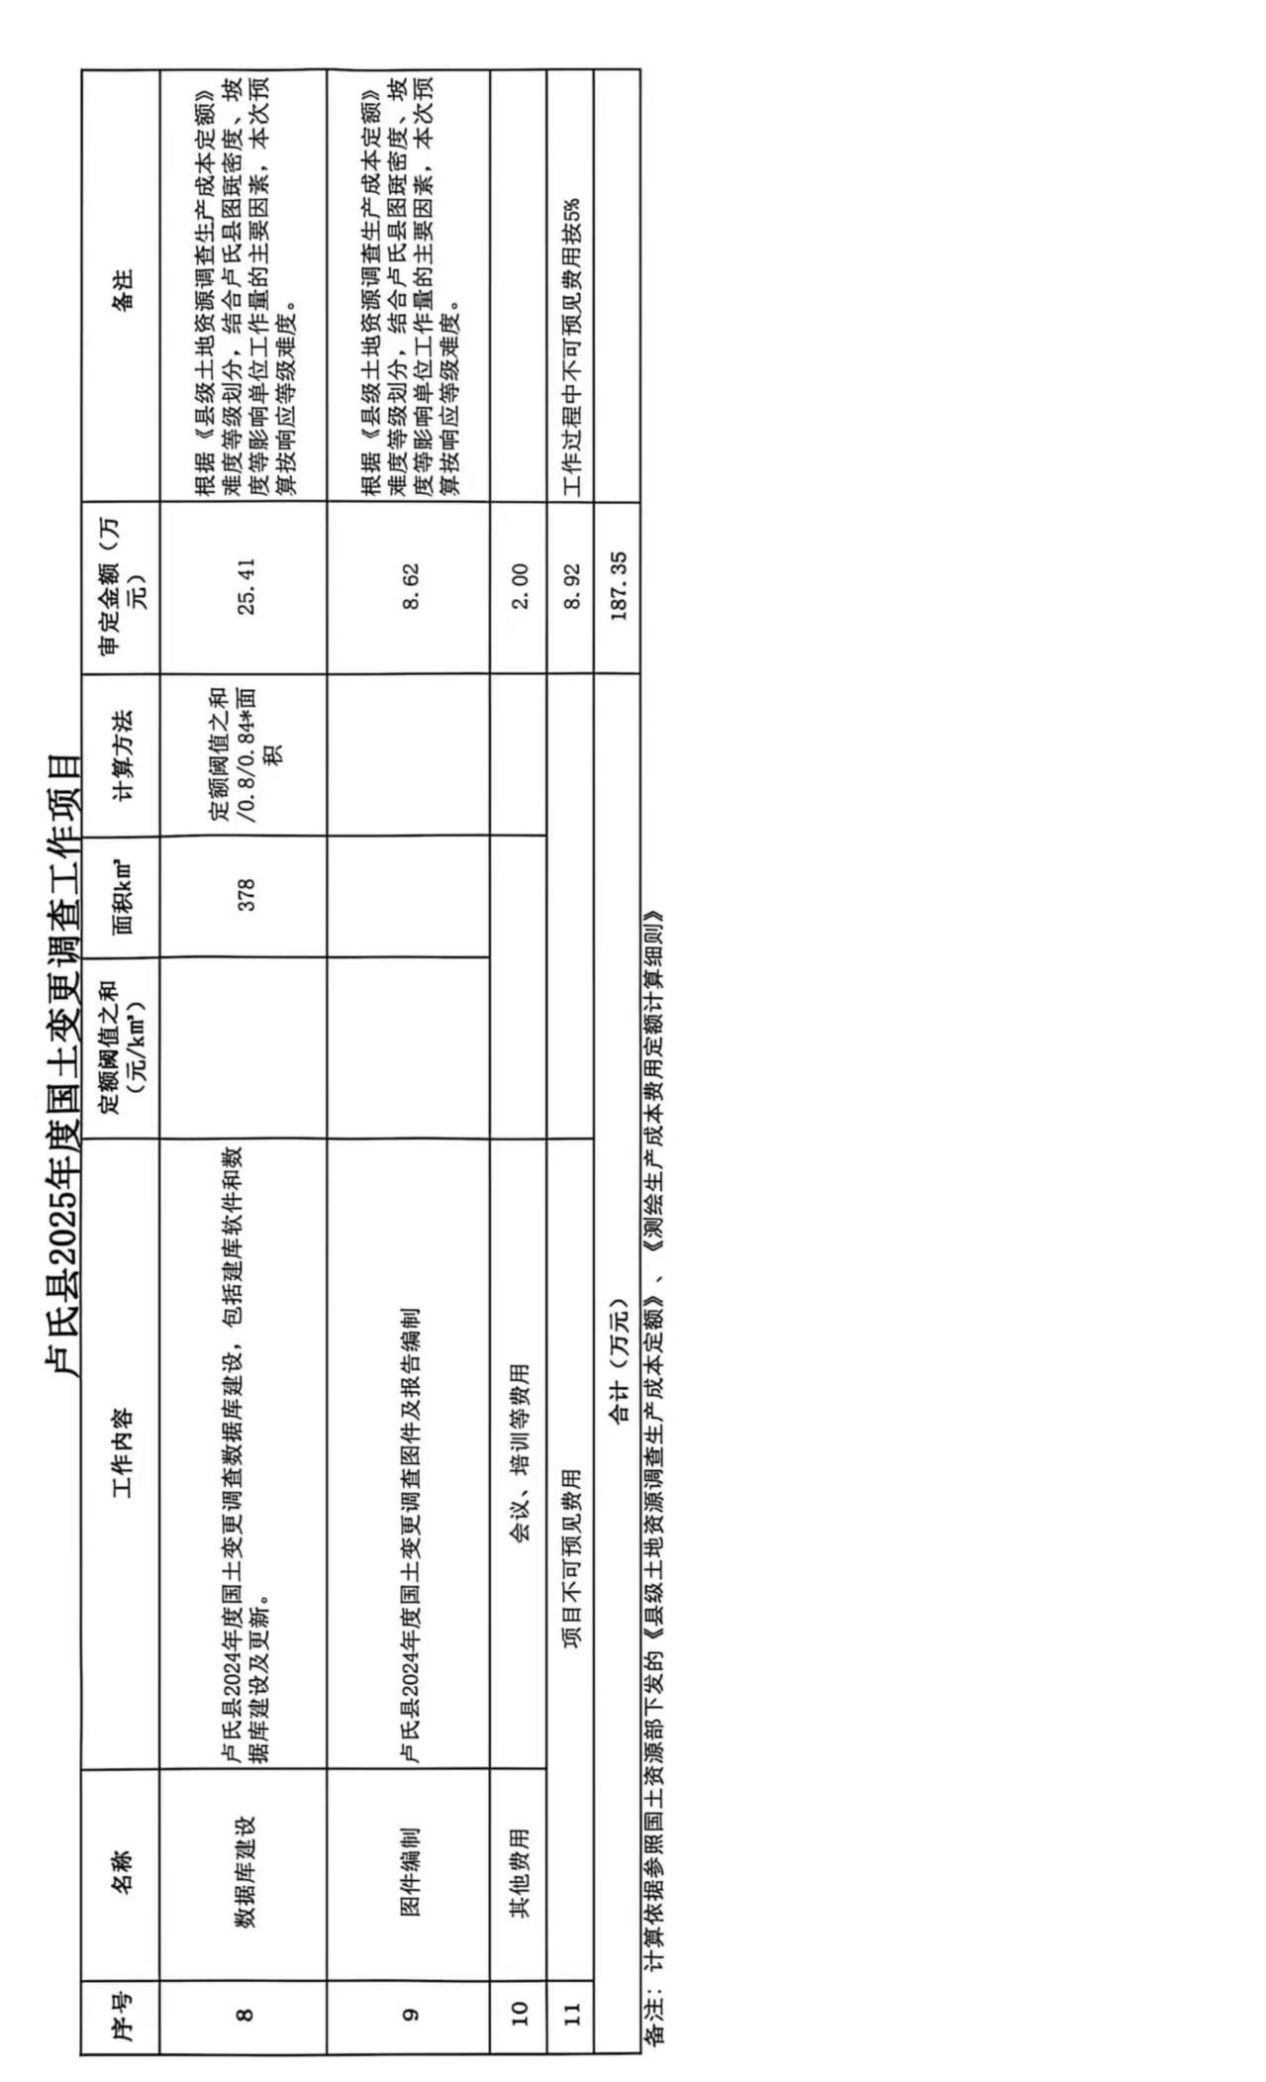 卢氏县2025年度国土变更调查工作项目
序号 名称 工作内容 定额阈值之和（元/k㎡） 面积k㎡ 计算方法 审定金额（万元） 备注
8 数据库建设 卢氏县2024年度国土变更调查数据库建设，包括建库软件和数据库建设及更新。 378 定额阈值之和/0.8/0.84*面积 25.41 根据《县级土地资源调查生产成本定额》难度等级划分，结合卢氏县图斑密度、坡度等影响单位工作量的主要因素，本次预算按响应等级难度。
9 图件编制 卢氏县2024年度国土变更调查图件及报告编制 8.62 根据《县级土地资源调查生产成本定额》难度等级划分，结合卢氏县图斑密度、坡度等影响单位工作量的主要因素，本次预算按响应等级难度。
10 其他费用 会议、培训等费用 2.00
11 项目不可预见费用 8.92 工作过程中不可预见费用按5%
合计（万元） 187.35
备注：计算依据参照国土资源部下发的《县级土地资源调查生产成本定额》、《测绘生产成本费用定额计算细则》